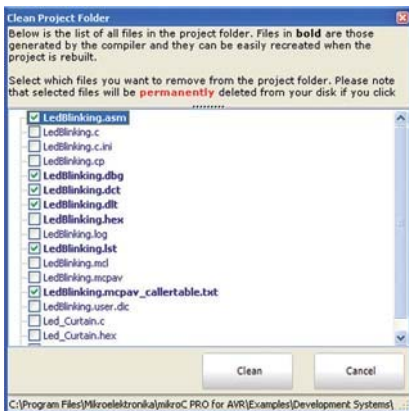 Clean Project Folder
Below is the list of all files in the project folder. Files in bold are those
generated by the compiler and they can be easily recreated when the
project is rebuilt.
Select which files you want to remove from the project folder. Please note
that selected files will be permanently deleted from your disk if you click
LedBlinking.asm
LedBlinking.c
LedBlinking.c.ini
LedBlinking.cp
LedBlinking.dbg
LedBlinking.dct
LedBlinking.dlt
LedBlinking.hex
LedBlinking.log
LedBlinking.lst
LedBlinking.mcl
LedBlinking.mcpav
LedBlinking.mcpav_callertable.txt
LedBlinking.user.dic
Led_Curtain.c
Led_Curtain.hex
Clean
Cancel
C:\Program Files\Mikroelektronika\mikroC PRO for AVR\Examples\Development Systems\